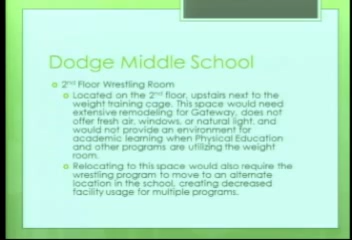 Dodge Middle School
2nd Floor Wrestling Room
Located on the 2nd floor, upstairs next to the
weight training cage. This space would need
extensive remodeling for Gateway, does not
offer fresh air, windows, or natural light, and
would not provide an environment for
academic learning when Physical Education
and other programs are utilizing the weight
room.
Relocating to this space would also require the
wrestling program to move to an alternate
location in the school, creating decreased
facility usage for multiple programs.